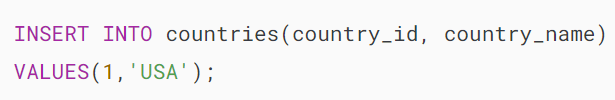 INSERT INTO countries(country_id, country_name)
VALUES(1,'USA');